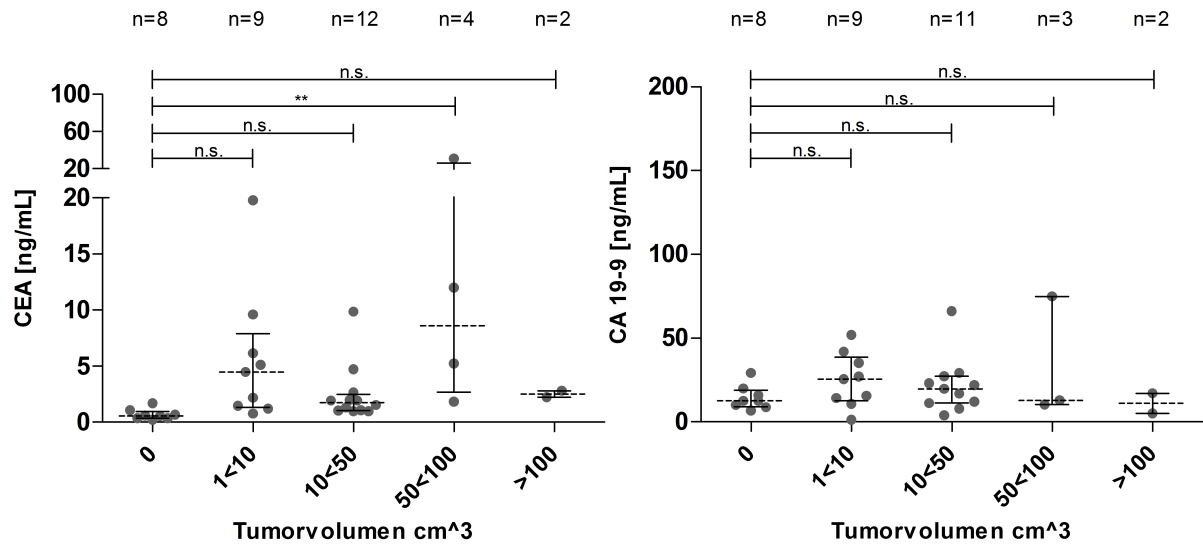 n=8 n=9 n=12 n=4 n=2
n.s.
**
n.s.
n.s.
100
60
20
20
15
10
5
0
CEA [ng/mL]
0 1<10 10<50 50<100 >100
Tumorvolumen cm^3
n=8 n=9 n=11 n=3 n=2
n.s.
n.s.
n.s.
n.s.
200
150
100
50
0
CA 19-9 [ng/mL]
0 1<10 10<50 50<100 >100
Tumorvolumen cm^3